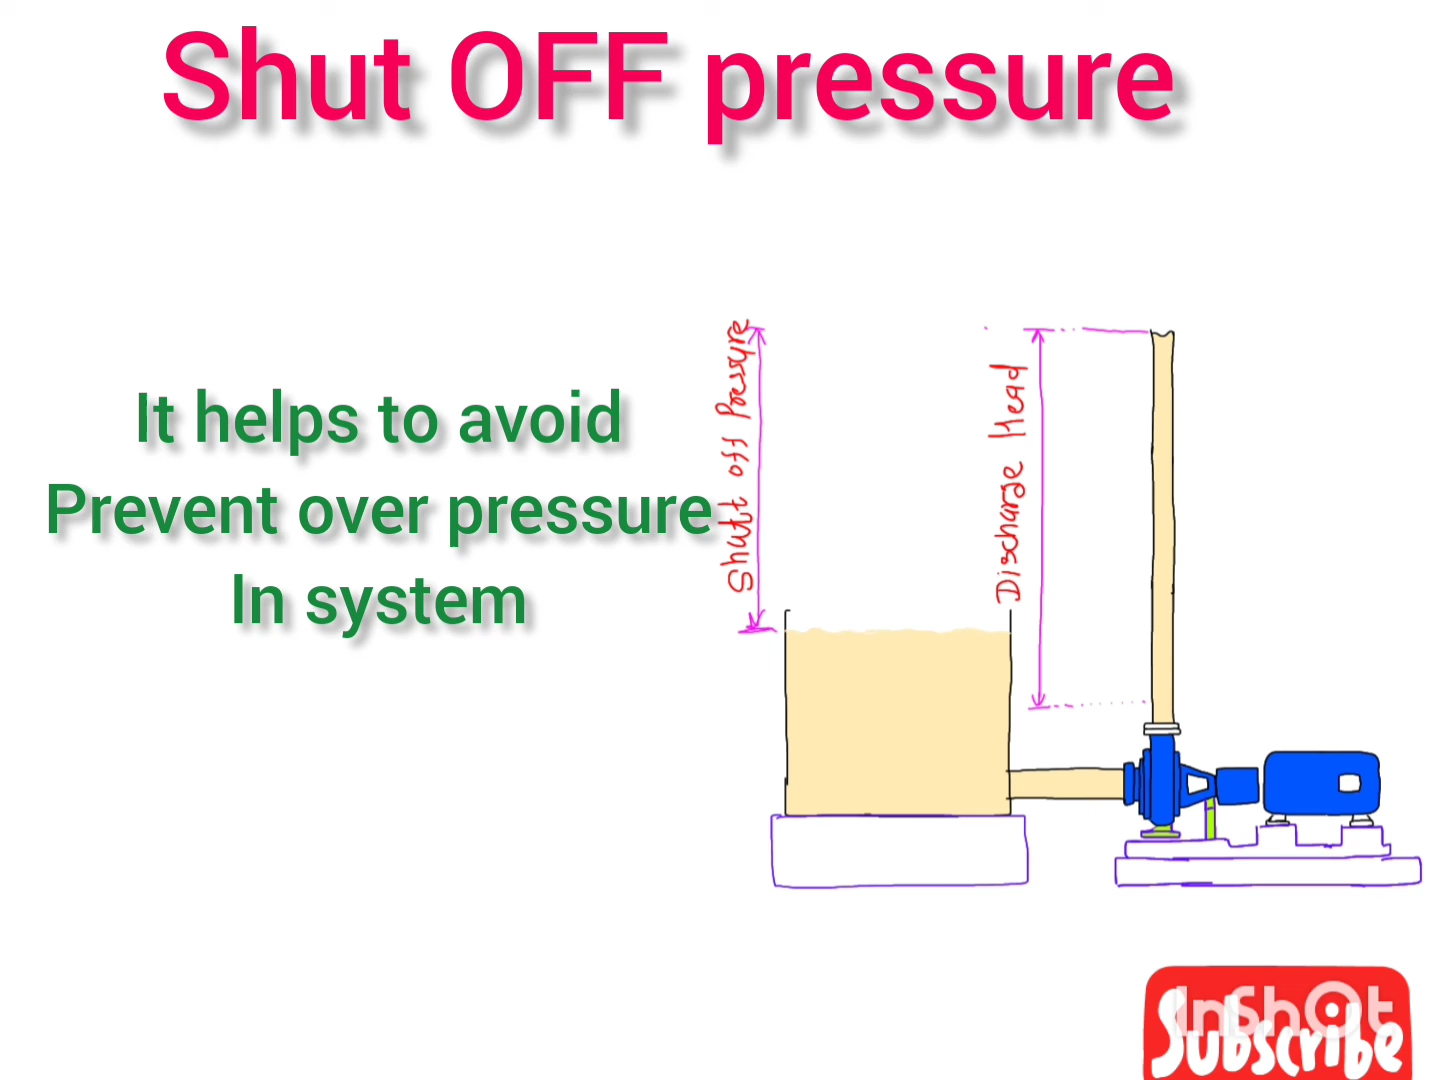 Shut OFF pressure
It helps to avoid
Prevent over pressure
In system
Shutt off Pressure
Discharge Head
InShOt
Subscribe